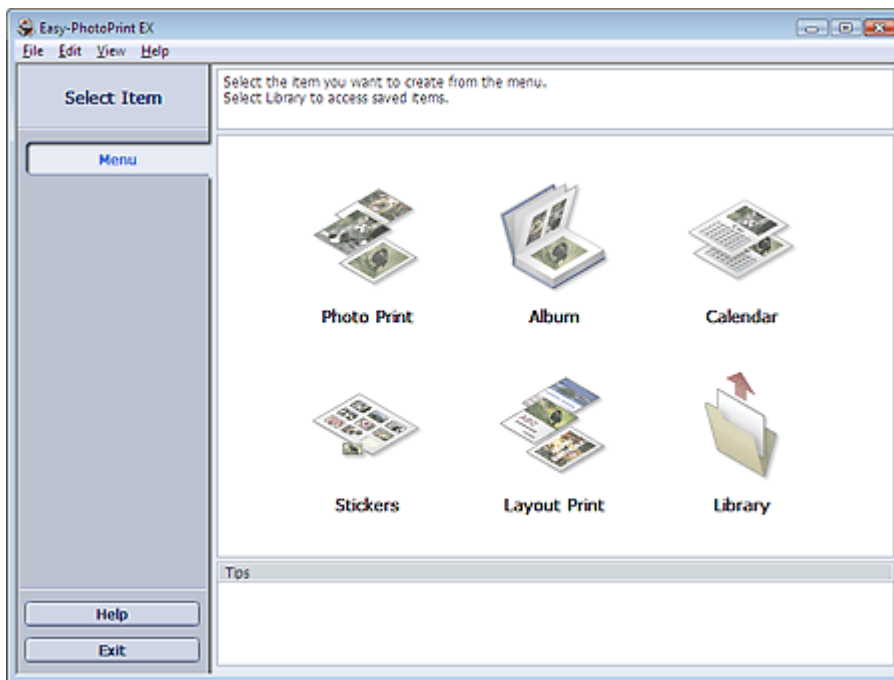 Easy-PhotoPrint EX
File Edit View Help
Select Item
Select the item you want to create from the menu.
Select Library to access saved items.
Menu
Photo Print
Album
Calendar
Stickers
Layout Print
Library
Tips
Help
Exit